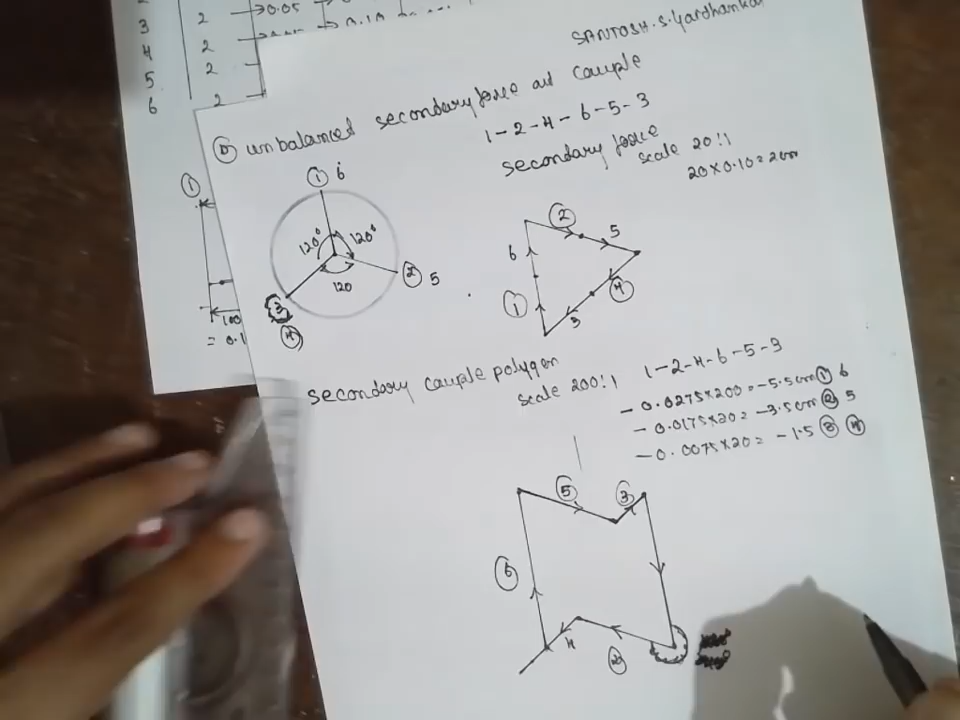 3 2 0.05
4 2
5 2
6 2
SANTOSH.S.Yardhankar
unbalanced secondary force and couple
1-2-4-6-5-3
secondary force
scale 20:1
20×0.10=2cm
1
1 6
120° 120°
120
2 5
3
4
2
5
6
4
1
3
100
= 0.1
secondary couple polygon
scale 200:1
1-2-4-6-5-3
-0.0275×200=-5.5cm 1 6
-0.0175×20=-3.5cm 2 5
-0.0075×20=-1.5 3 4
5
3
6
4
2